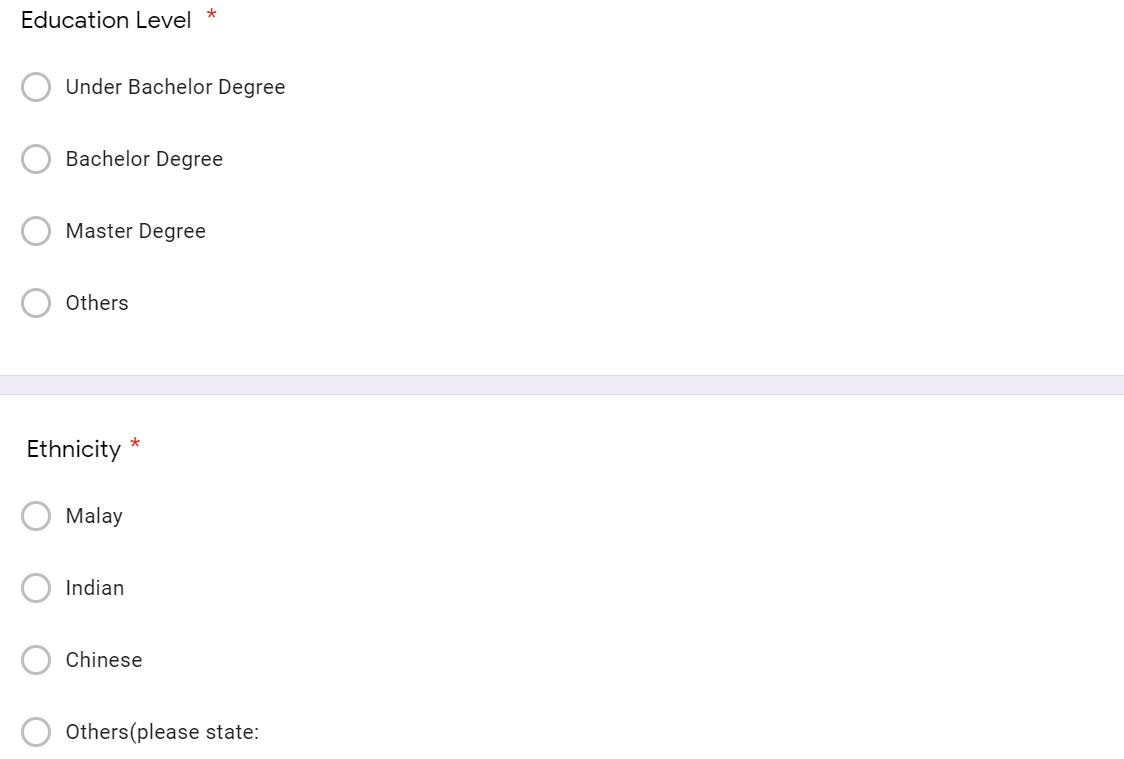 Education Level *
Under Bachelor Degree
Bachelor Degree
Master Degree
Others
Ethnicity *
Malay
Indian
Chinese
Others(please state: